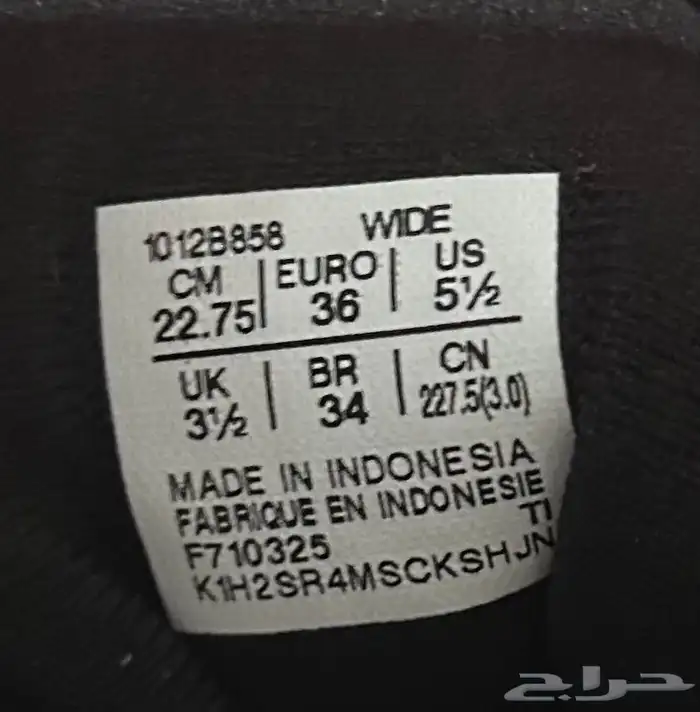 1012B858 WIDE
CM | EURO | US
22.75 | 36 | 5½
UK | BR | CN
3½ | 34 | 227.5(3.0)
MADE IN INDONESIA
FABRIQUE EN INDONESIE
TI
F710325
K1H2SR4MSCKSHJN
حراج